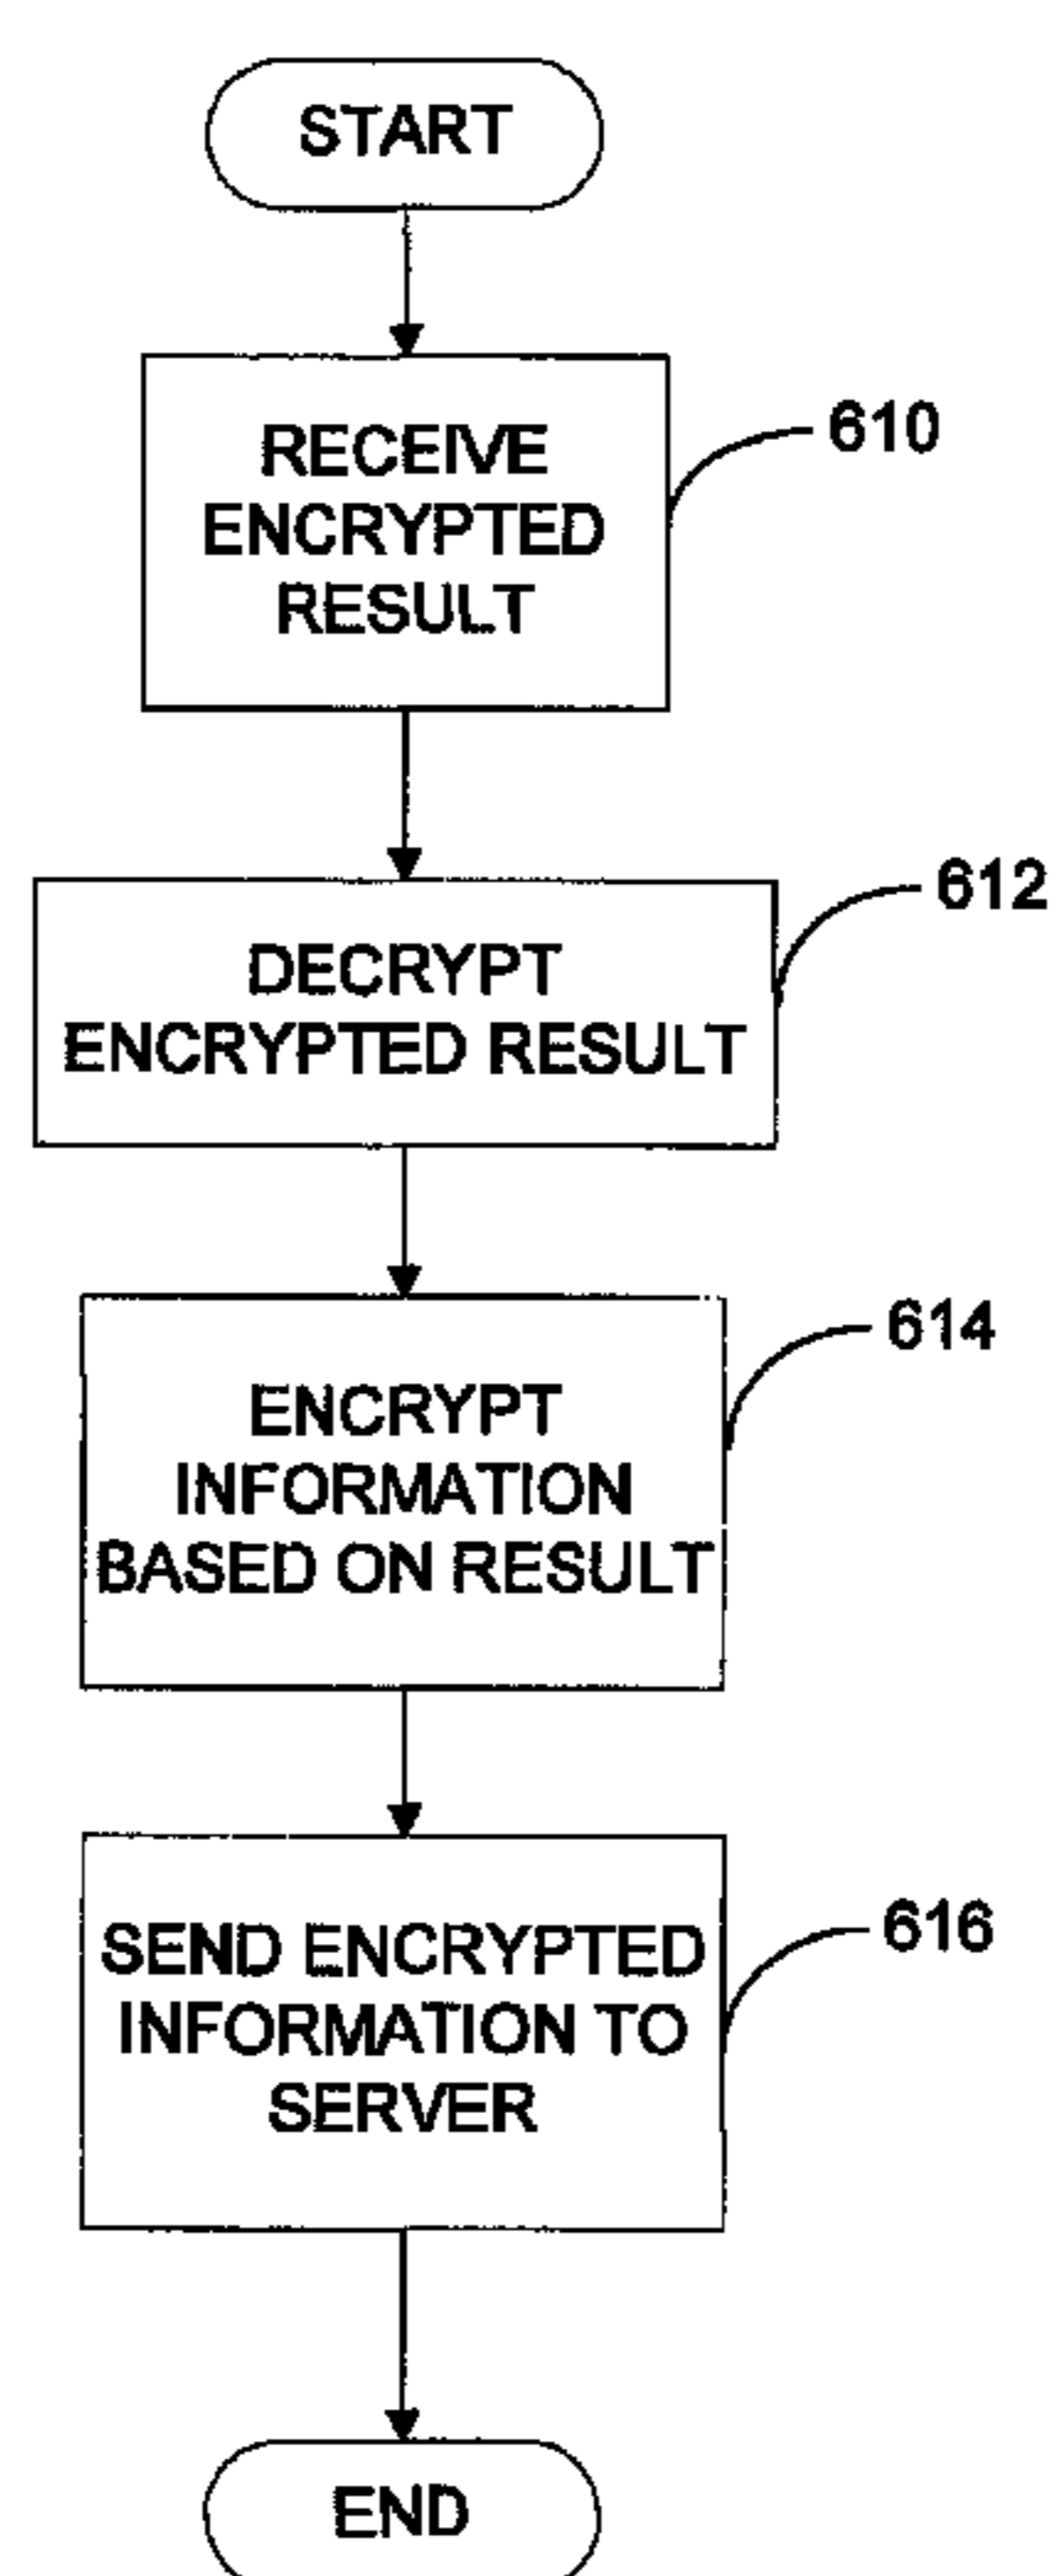 START
RECEIVE
ENCRYPTED
RESULT
610
DECRYPT
ENCRYPTED RESULT
612
ENCRYPT
INFORMATION
BASED ON RESULT
614
SEND ENCRYPTED
INFORMATION TO
SERVER
616
END